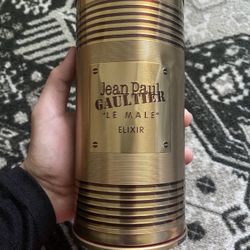 Jean Paul
GAULTIER
"LE MALE"
ELIXIR